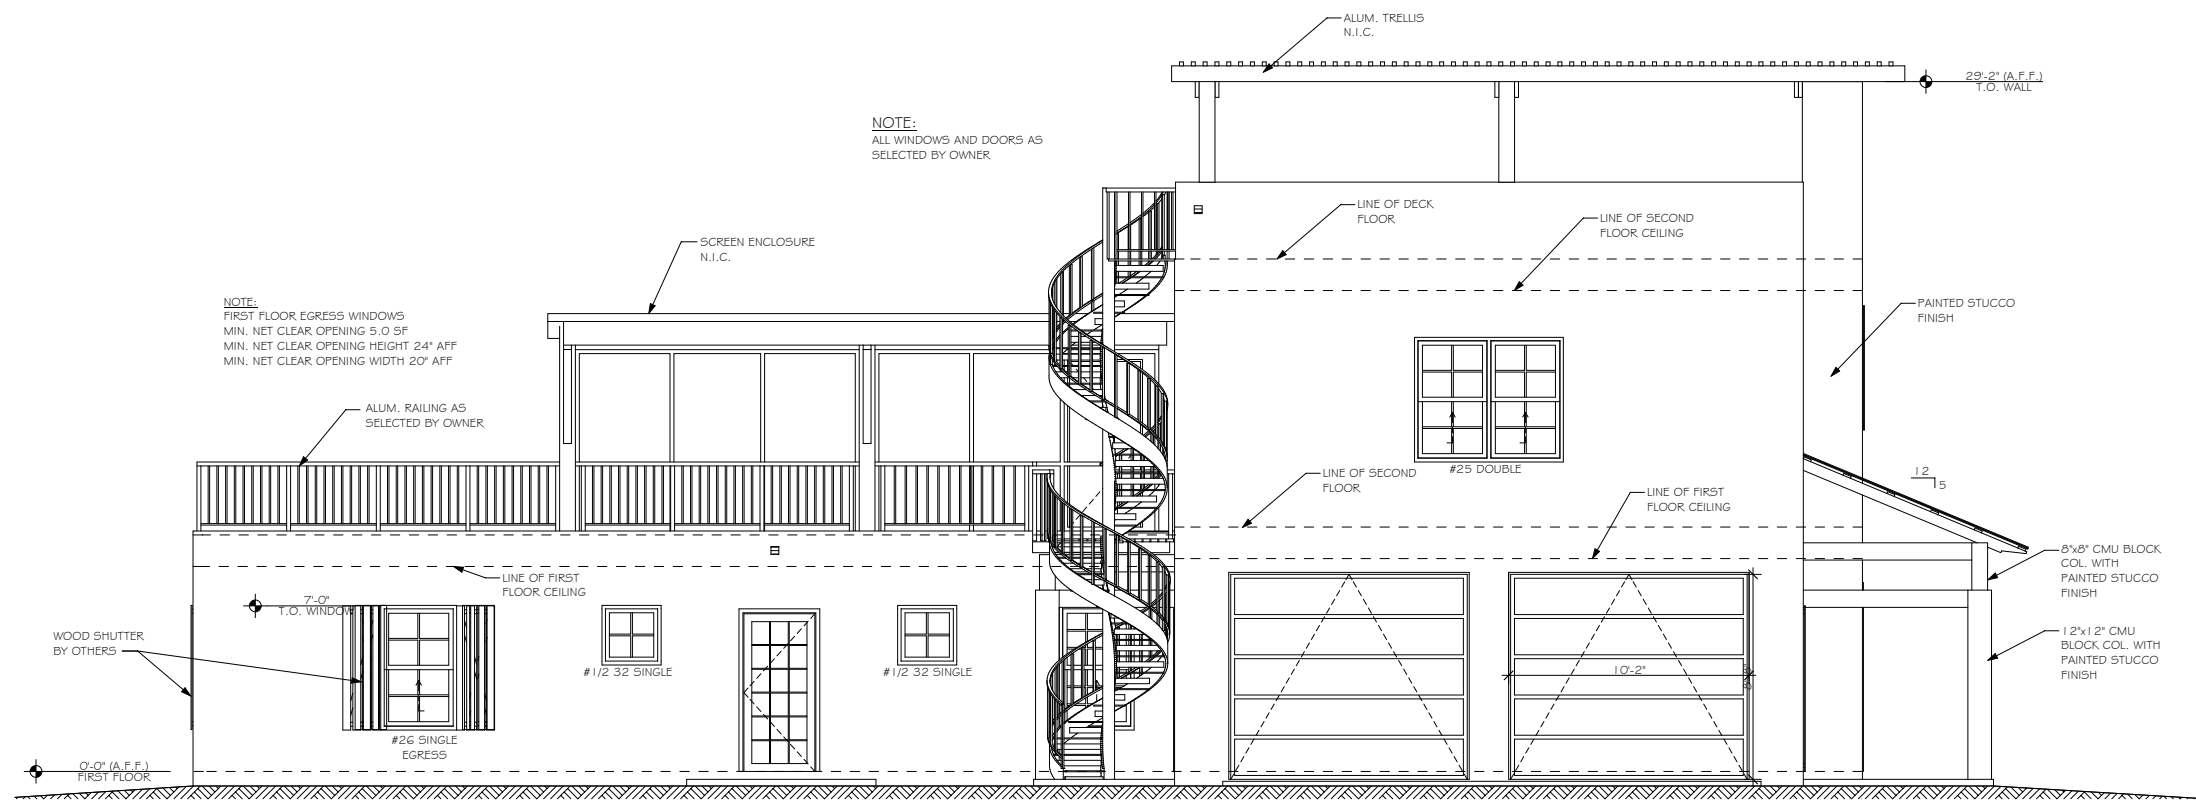 ALUM. TRELLIS
N.I.C.
29'-2" (A.F.F.)
T.O. WALL
NOTE:
ALL WINDOWS AND DOORS AS
SELECTED BY OWNER
LINE OF DECK
FLOOR
LINE OF SECOND
FLOOR CEILING
SCREEN ENCLOSURE
N.I.C.
NOTE:
FIRST FLOOR EGRESS WINDOWS
MIN. NET CLEAR OPENING 5.0 SF
MIN. NET CLEAR OPENING HEIGHT 24" AFF
MIN. NET CLEAR OPENING WIDTH 20" AFF
PAINTED STUCCO
FINISH
ALUM. RAILING AS
SELECTED BY OWNER
#25 DOUBLE
LINE OF SECOND
FLOOR
12
5
LINE OF FIRST
FLOOR CEILING
8"x8" CMU BLOCK
COL. WITH
PAINTED STUCCO
FINISH
LINE OF FIRST
FLOOR CEILING
7'-0"
T.O. WINDOW
WOOD SHUTTER
BY OTHERS
12"x12" CMU
BLOCK COL. WITH
PAINTED STUCCO
FINISH
#1/2 32 SINGLE
#1/2 32 SINGLE
10'-2"
#26 SINGLE
EGRESS
0'-0" (A.F.F.)
FIRST FLOOR